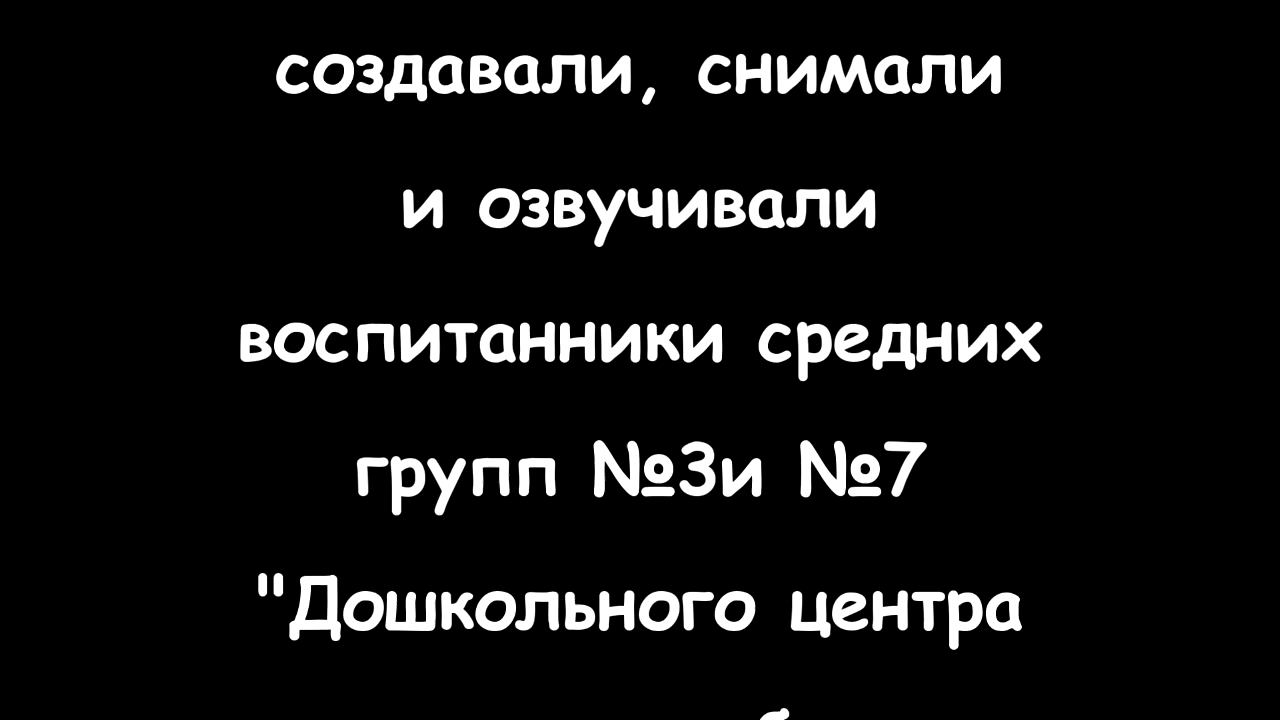 создавали, снимали
и озвучивали
воспитанники средних
групп №3и №7
"Дошкольного центра